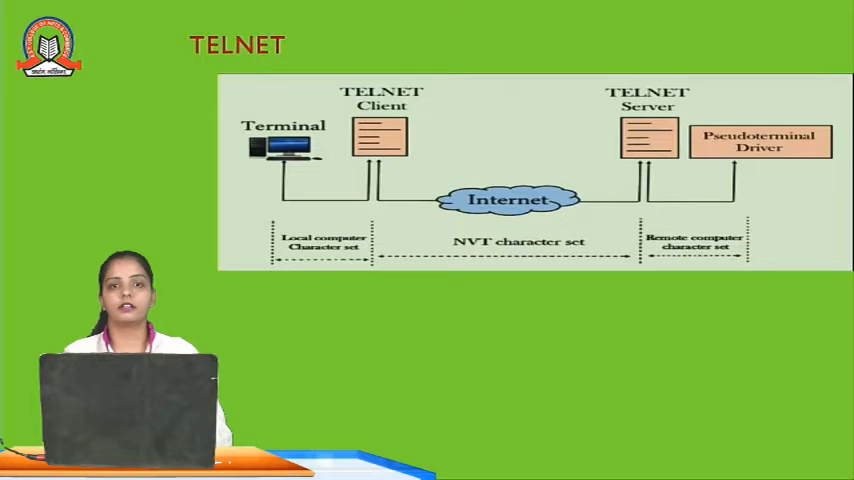 TELNET
TELNET
Client
TELNET
Server
Terminal
Pseudoterminal
Driver
Internet
Local computer
Character set
NVT character set
Remote computer
character set